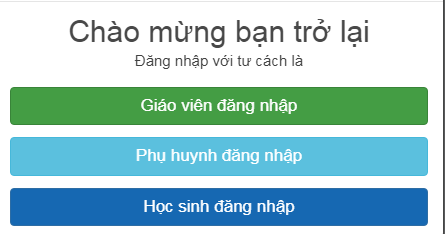 Chào mừng bạn trở lại
Đăng nhập với tư cách là
Giáo viên đăng nhập
Phụ huynh đăng nhập
Học sinh đăng nhập